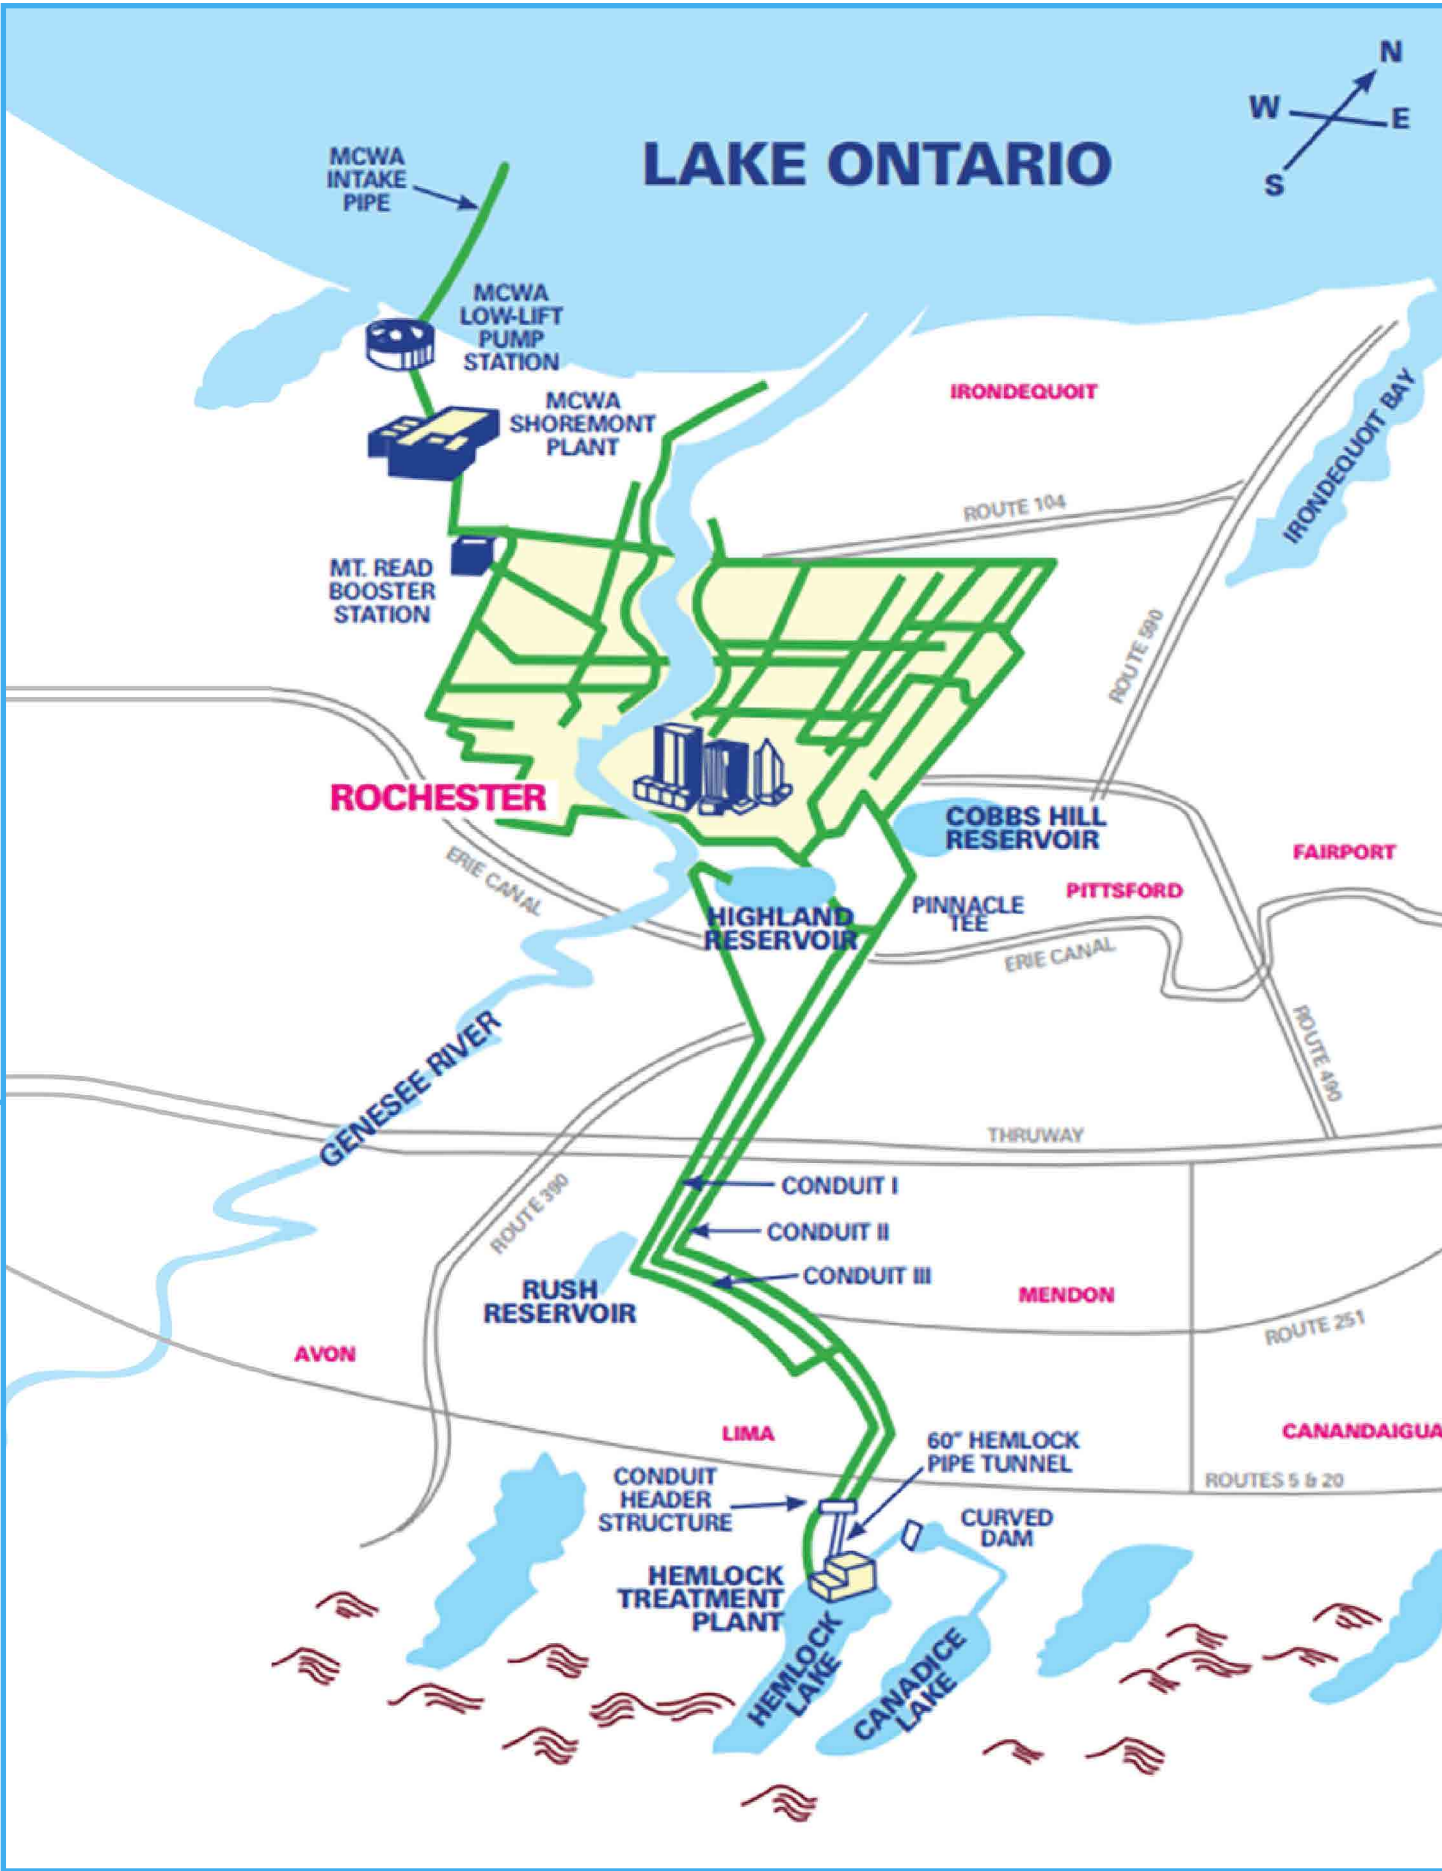 N
W
E
S
LAKE ONTARIO
MCWA
INTAKE
PIPE
MCWA
LOW-LIFT
PUMP
STATION
MCWA
SHOREMONT
PLANT
IRONDEQUOIT
IRONDEQUOIT BAY
ROUTE 104
MT. READ
BOOSTER
STATION
ROUTE 590
ROCHESTER
COBBS HILL
RESERVOIR
FAIRPORT
ERIE CANAL
PITTSFORD
HIGHLAND
RESERVOIR
PINNACLE
TEE
ERIE CANAL
GENESEE RIVER
ROUTE 490
THRUWAY
ROUTE 390
CONDUIT I
CONDUIT II
CONDUIT III
RUSH
RESERVOIR
MENDON
ROUTE 251
AVON
LIMA
CANANDAIGUA
60" HEMLOCK
PIPE TUNNEL
ROUTES 5 & 20
CONDUIT
HEADER
STRUCTURE
CURVED
DAM
HEMLOCK
TREATMENT
PLANT
HEMLOCK
LAKE
CANADICE
LAKE